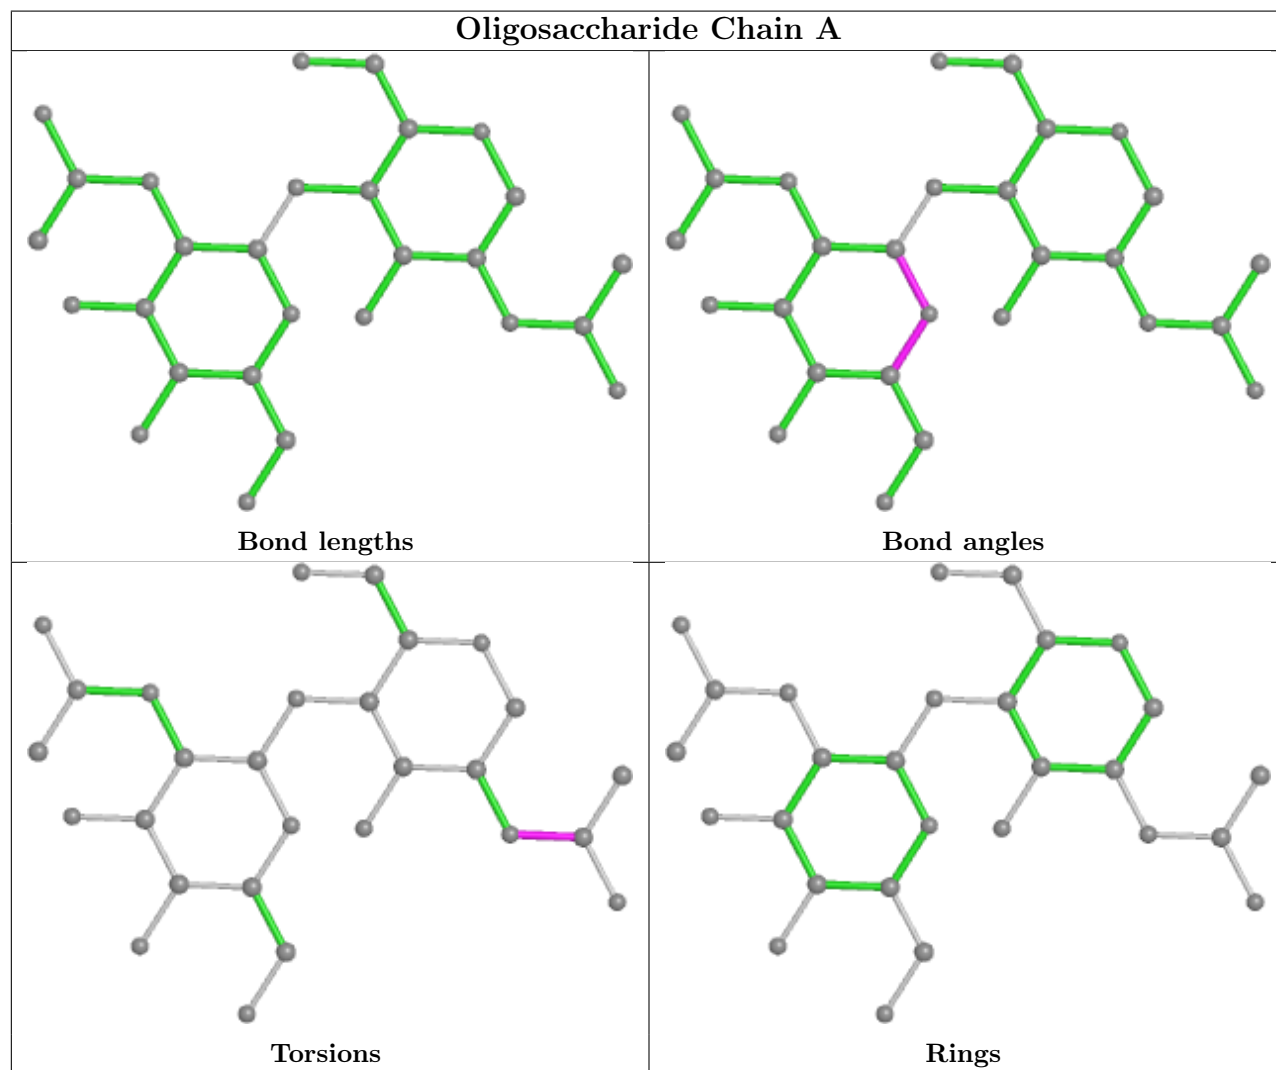 Oligosaccharide Chain A
Bond lengths
Bond angles
Torsions
Rings